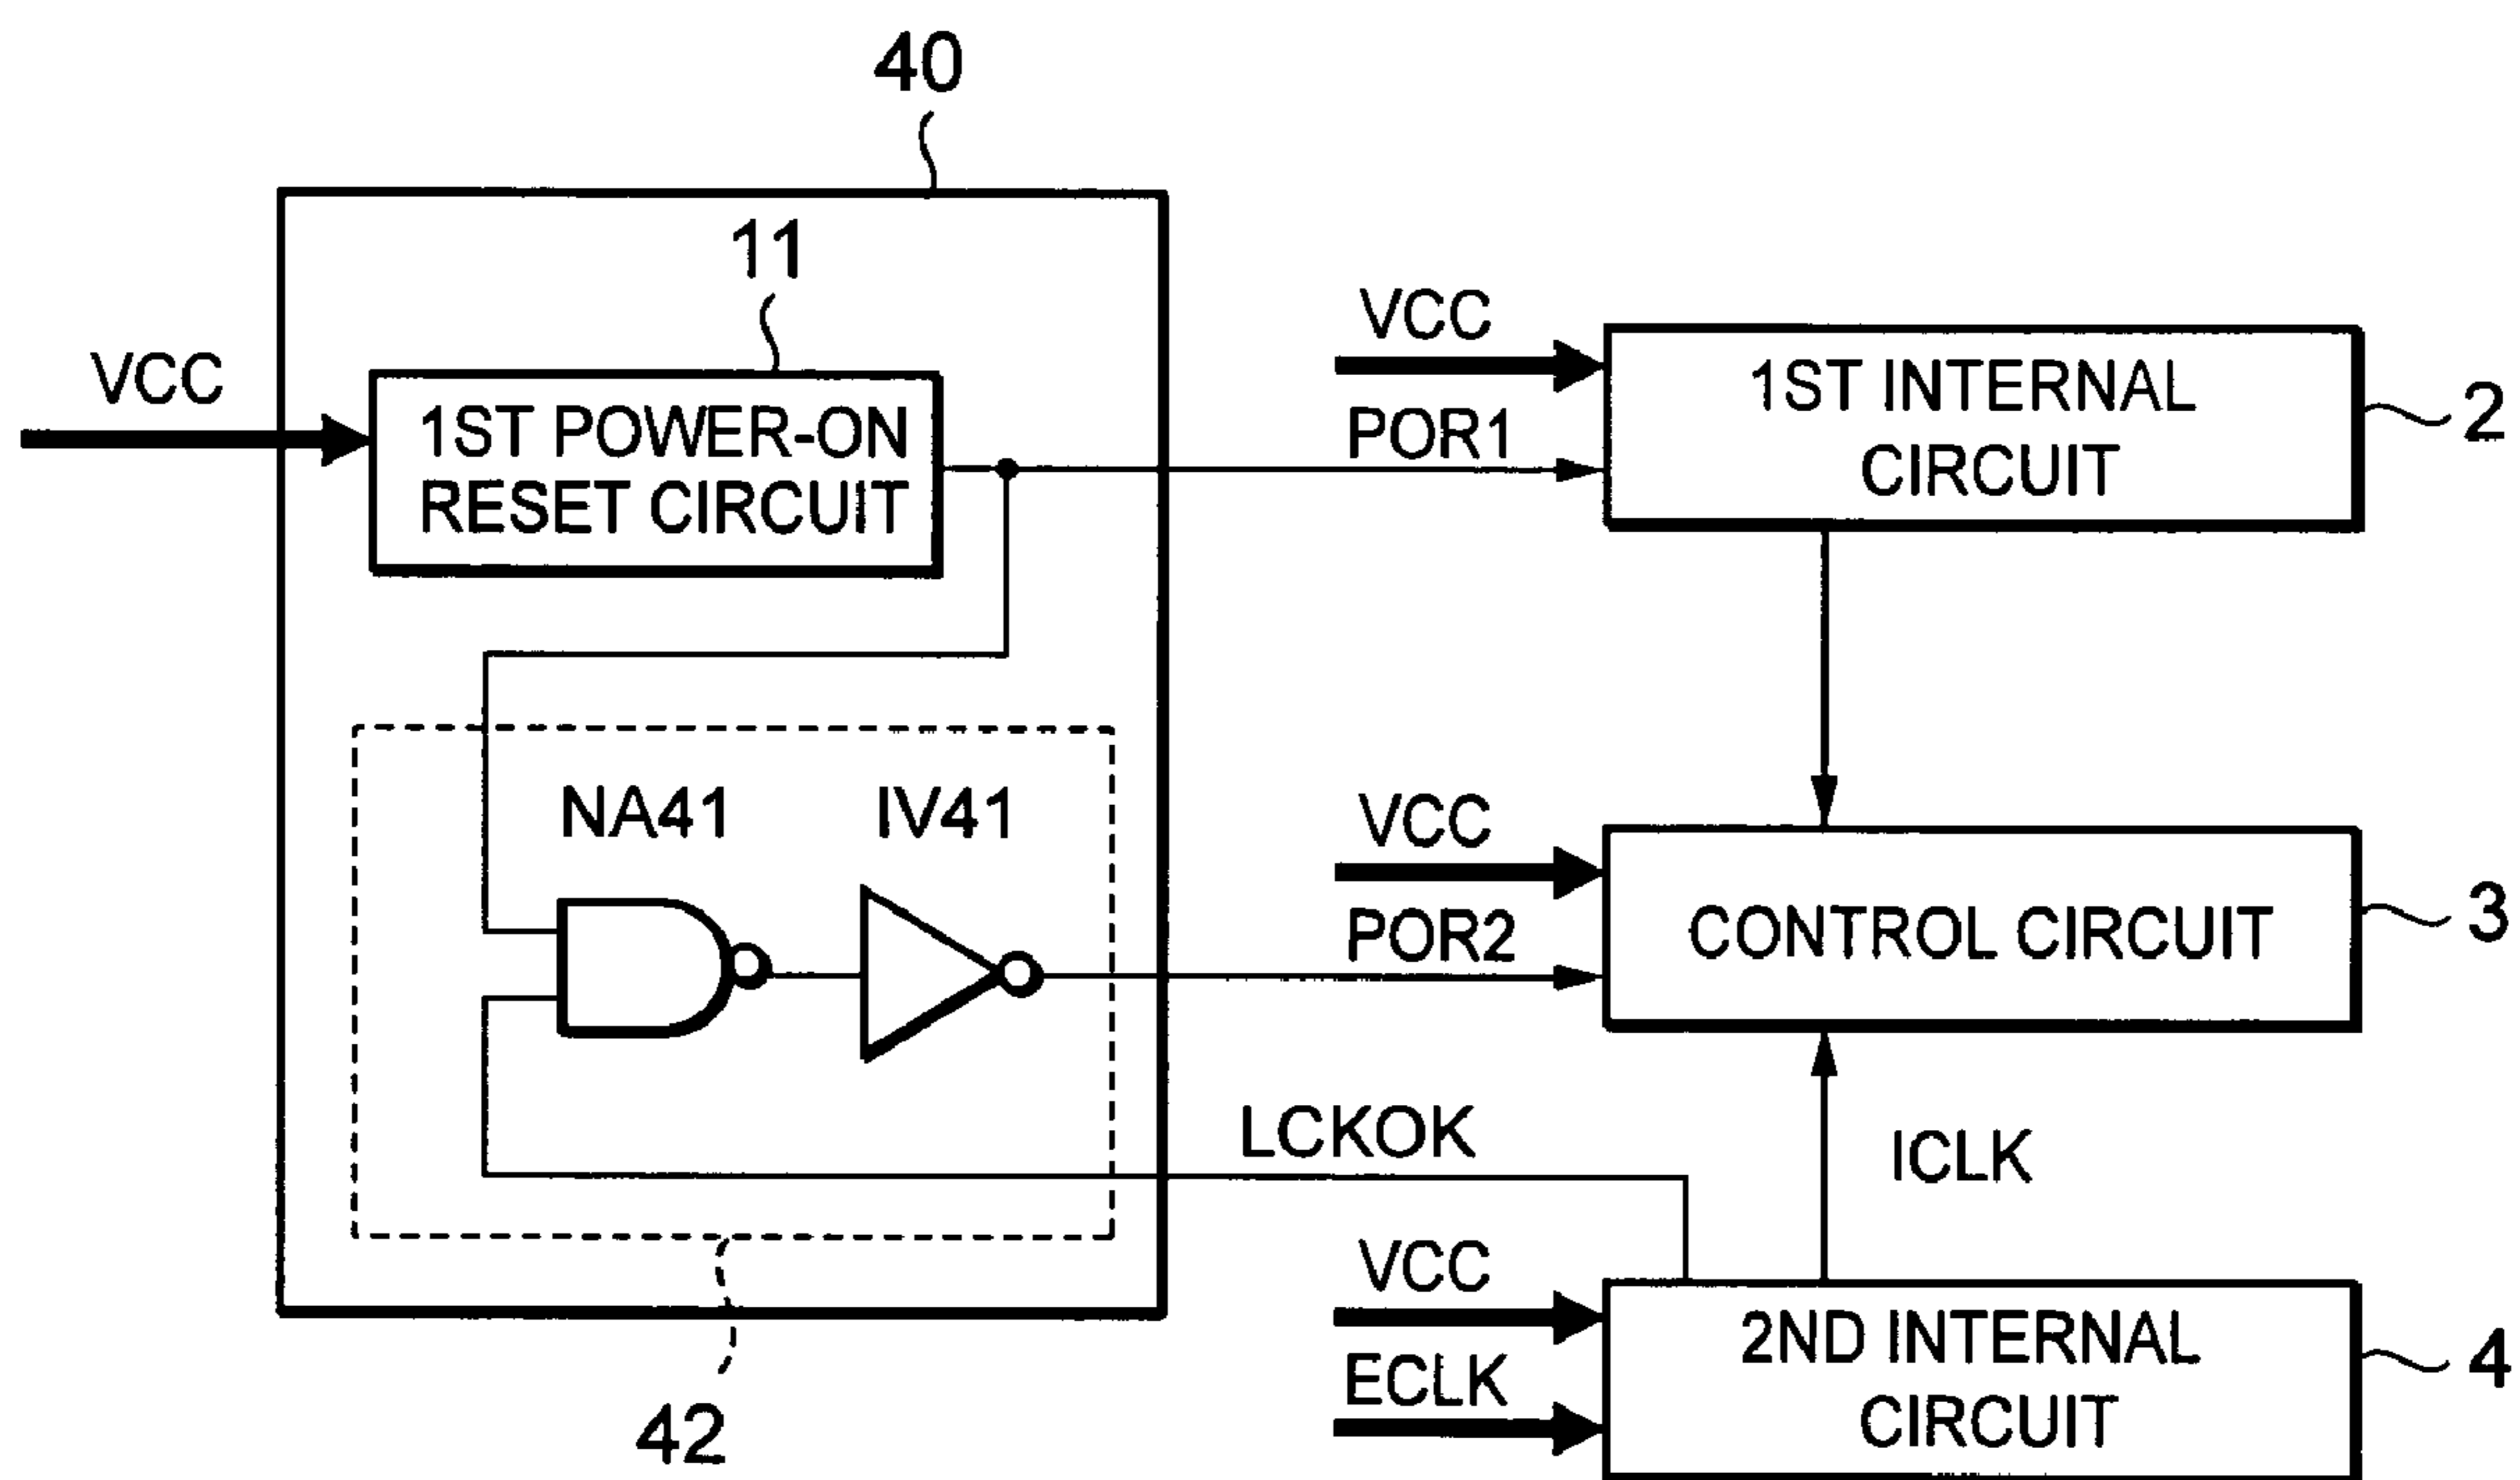 40
11
VCC
1ST POWER-ON
RESET CIRCUIT
VCC
POR1
1ST INTERNAL
CIRCUIT
2
NA41
IV41
VCC
POR2
CONTROL CIRCUIT
3
LCKOK
ICLK
VCC
ECLK
2ND INTERNAL
CIRCUIT
4
42